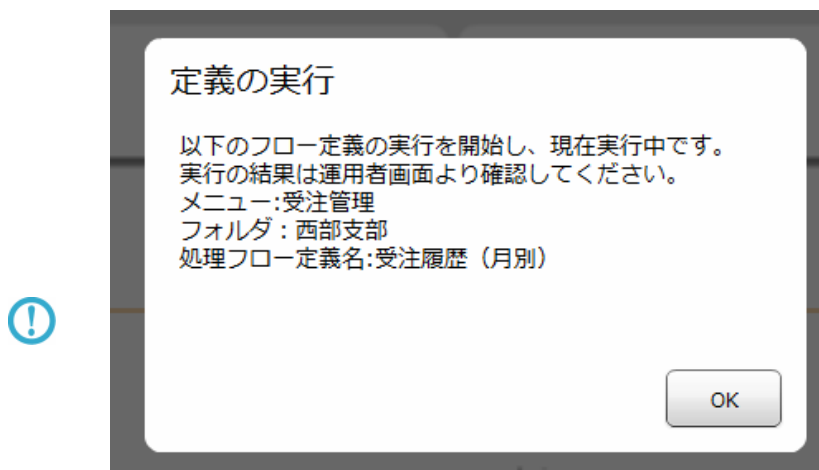 定義の実行
以下のフロー定義の実行を開始し、現在実行中です。
実行の結果は運用者画面より確認してください。
メニュー:受注管理
フォルダ：西部支部
処理フロー定義名:受注履歴（月別）
OK